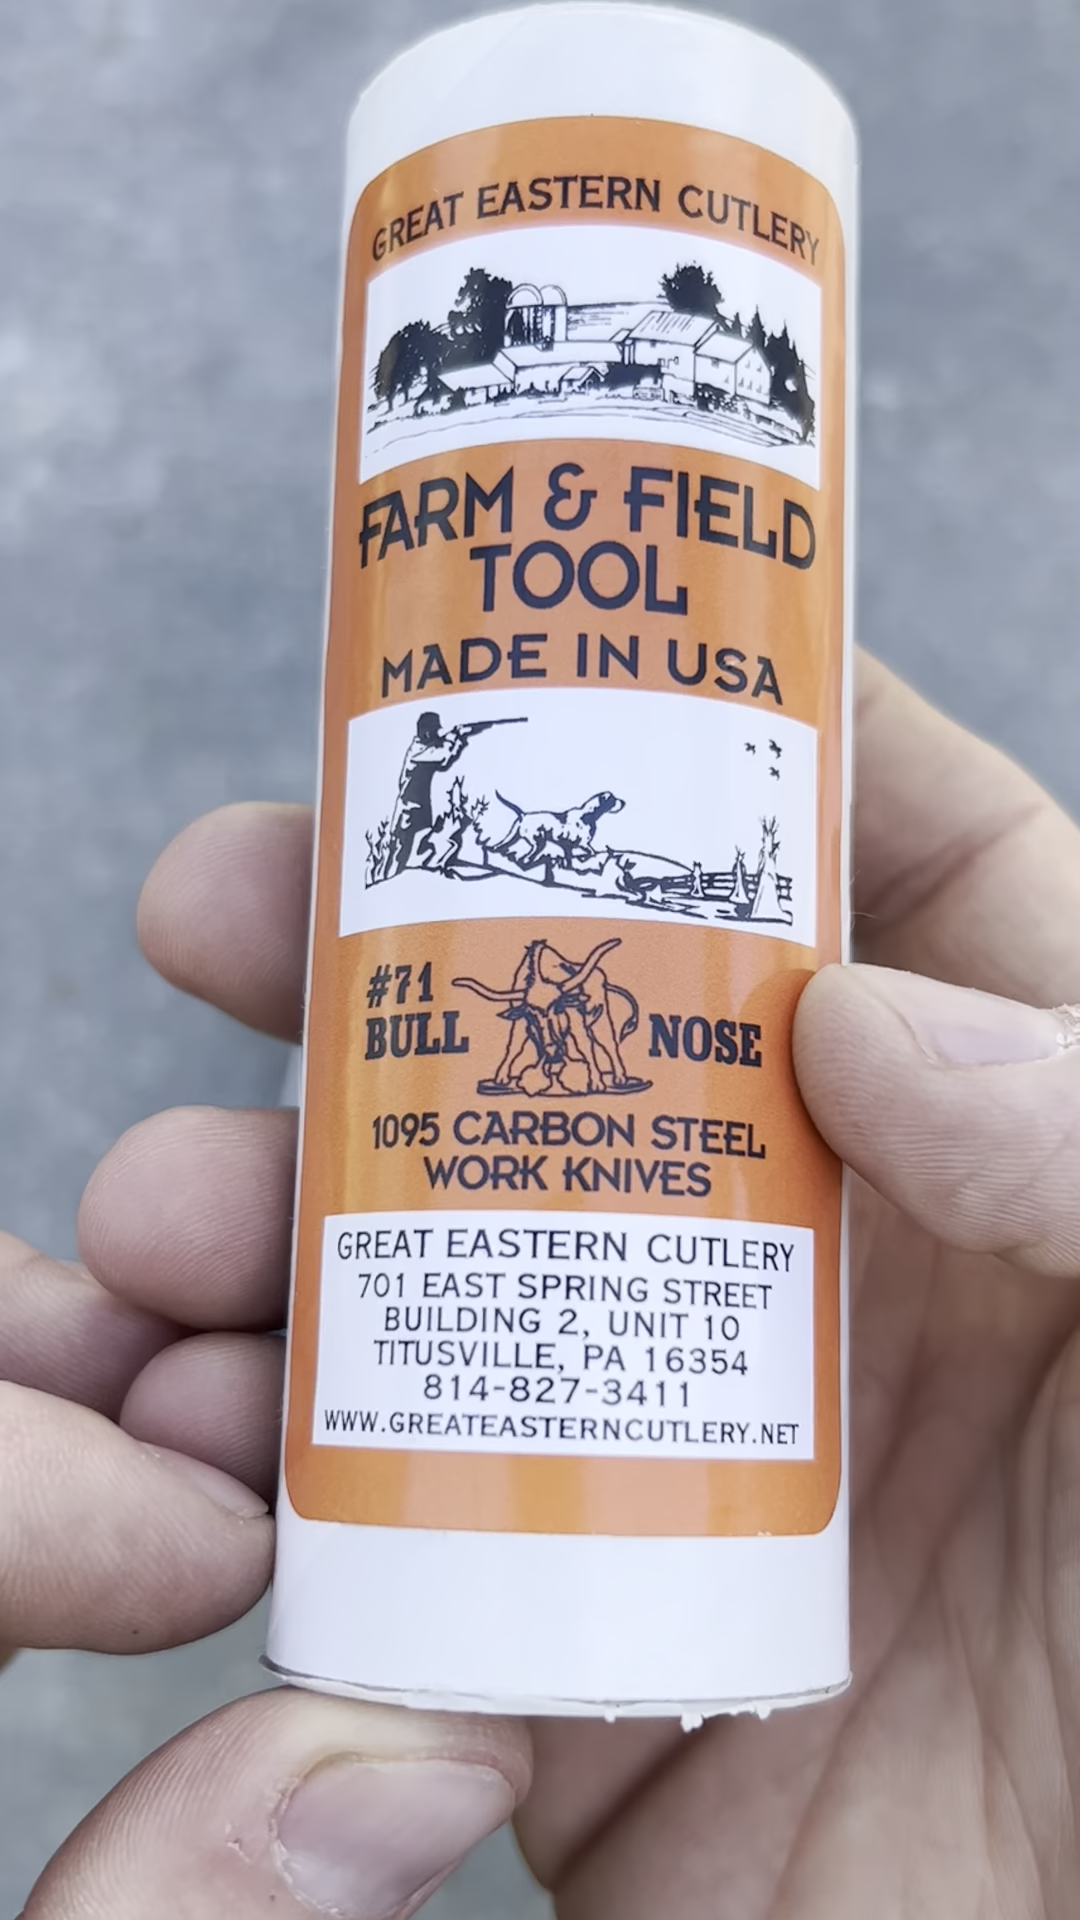 GREAT EASTERN CUTLERY
FARM & FIELD
TOOL
MADE IN USA
#71
BULL NOSE
1095 CARBON STEEL
WORK KNIVES
GREAT EASTERN CUTLERY
701 EAST SPRING STREET
BUILDING 2, UNIT 10
TITUSVILLE, PA 16354
814-827-3411
WWW.GREATEASTERNCUTLERY.NET